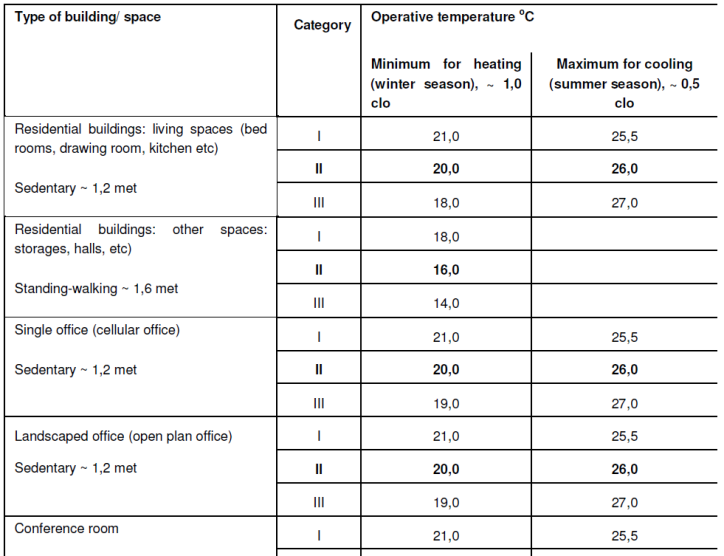 Type of building/ space
Category
Operative temperature °C
Minimum for heating
(winter season), ~ 1,0
clo
Maximum for cooling
(summer season), ~ 0,5
clo
Residential buildings: living spaces (bed
rooms, drawing room, kitchen etc)
Sedentary ~ 1,2 met
I 21,0 25,5
II 20,0 26,0
III 18,0 27,0
Residential buildings: other spaces:
storages, halls, etc)
Standing-walking ~ 1,6 met
I 18,0
II 16,0
III 14,0
Single office (cellular office)
Sedentary ~ 1,2 met
I 21,0 25,5
II 20,0 26,0
III 19,0 27,0
Landscaped office (open plan office)
Sedentary ~ 1,2 met
I 21,0 25,5
II 20,0 26,0
III 19,0 27,0
Conference room
I 21,0 25,5